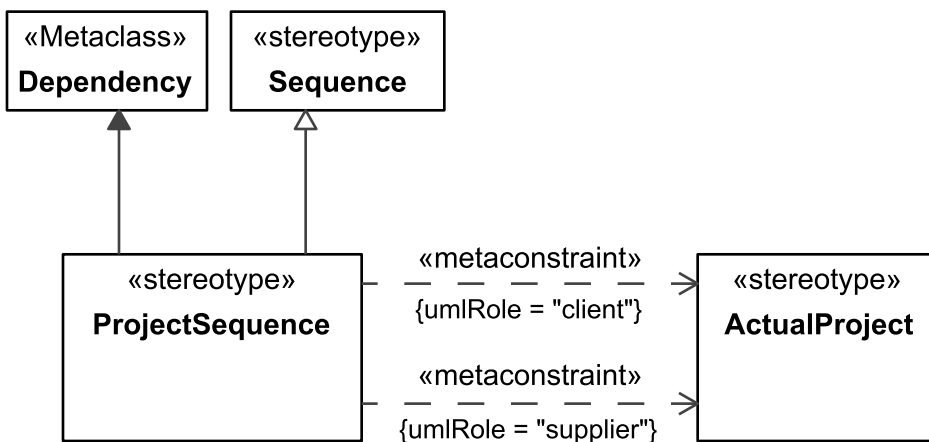 «Metaclass»
Dependency
«stereotype»
Sequence
«stereotype»
ProjectSequence
«metaconstraint»
{umlRole = "client"}
«metaconstraint»
{umlRole = "supplier"}
«stereotype»
ActualProject